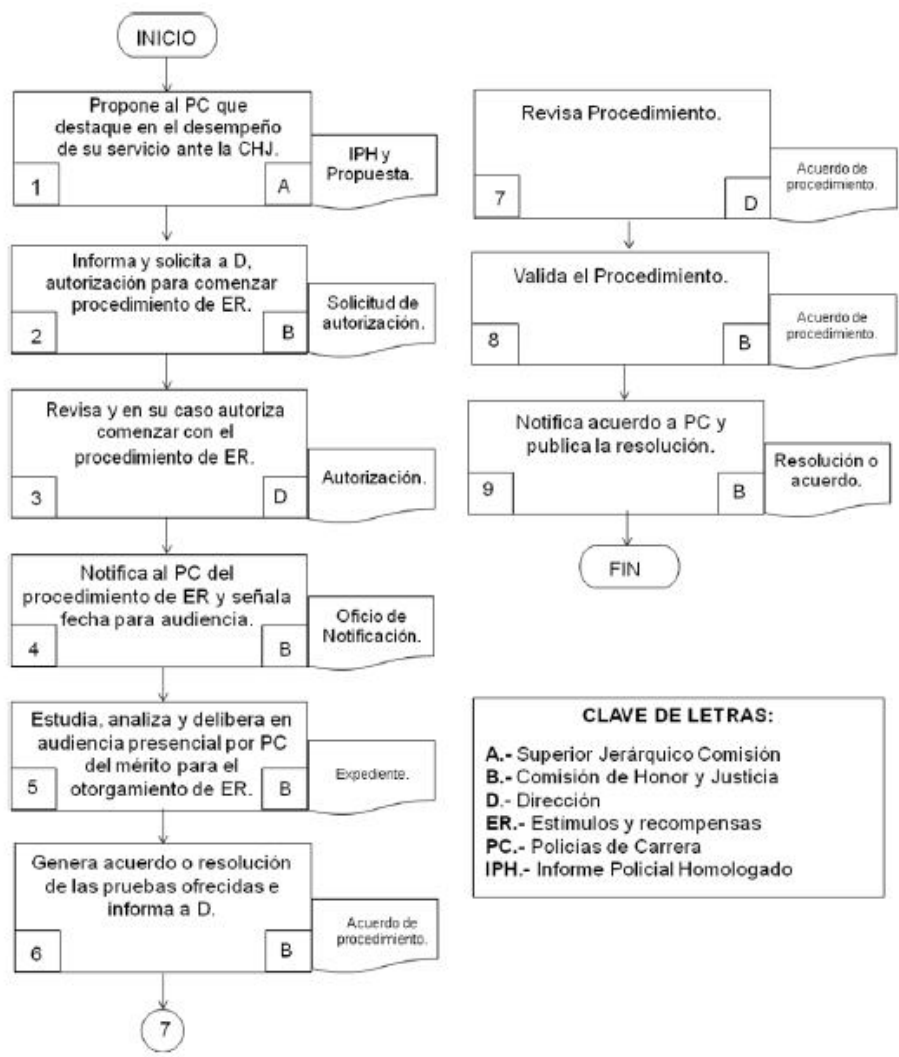 INICIO
Propone al PC que
destaque en el desempeño
de su servicio ante la CHJ.
1
A
IPH y
Propuesta.
Informa y solicita a D,
autorización para comenzar
procedimiento de ER.
2
B
Solicitud de
autorización.
Revisa y en su caso autoriza
comenzar con el
procedimiento de ER.
3
D
Autorización.
Notifica al PC del
procedimiento de ER y señala
fecha para audiencia.
4
B
Oficio de
Notificación.
Estudia, analiza y delibera en
audiencia presencial por PC
del mérito para el
otorgamiento de ER.
5
B
Expediente.
Genera acuerdo o resolución
de las pruebas ofrecidas e
informa a D.
6
B
Acuerdo de
procedimiento.
7
Revisa Procedimiento.
7
D
Acuerdo de
procedimiento.
Valida el Procedimiento.
8
B
Acuerdo de
procedimiento.
Notifica acuerdo a PC y
publica la resolución.
9
B
Resolución o
acuerdo.
FIN
CLAVE DE LETRAS:
A.- Superior Jerárquico Comisión
B.- Comisión de Honor y Justicia
D.- Dirección
ER.- Estímulos y recompensas
PC.- Policías de Carrera
IPH.- Informe Policial Homologado